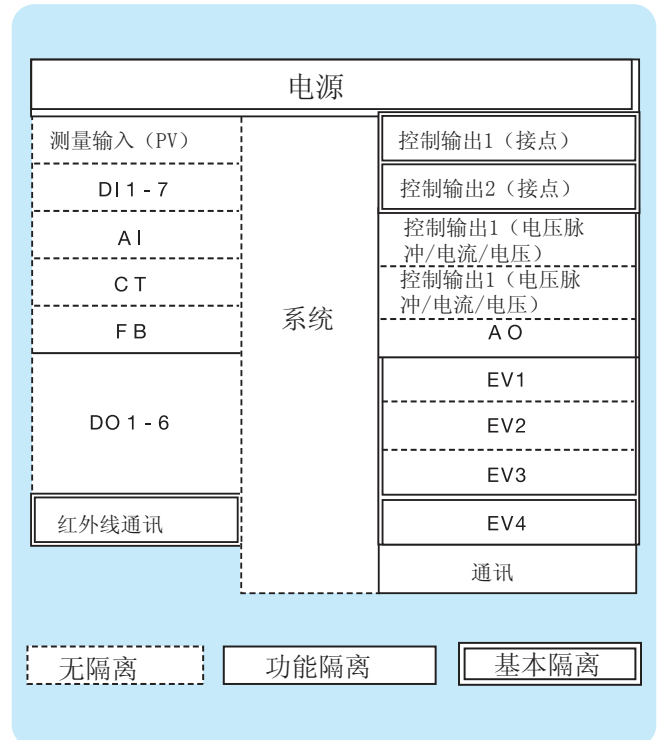 电源
测量输入（PV）
DI 1 - 7
A I
C T
F B
DO 1 - 6
红外线通讯
系统
控制输出1（接点）
控制输出2（接点）
控制输出1（电压脉
冲/电流/电压）
控制输出1（电压脉
冲/电流/电压）
A O
EV1
EV2
EV3
EV4
通讯
无隔离
功能隔离
基本隔离